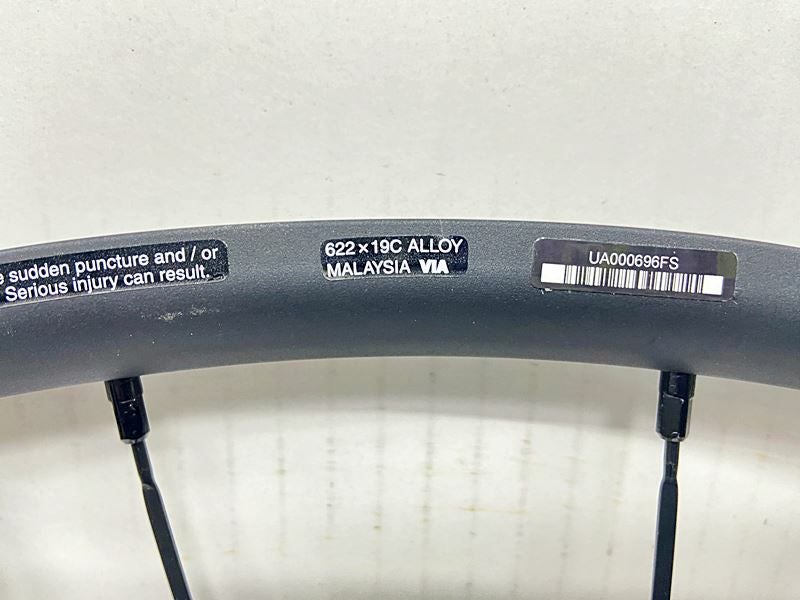 sudden puncture and / or
Serious injury can result.
622 × 19C ALLOY
MALAYSIA VIA
UA000696FS